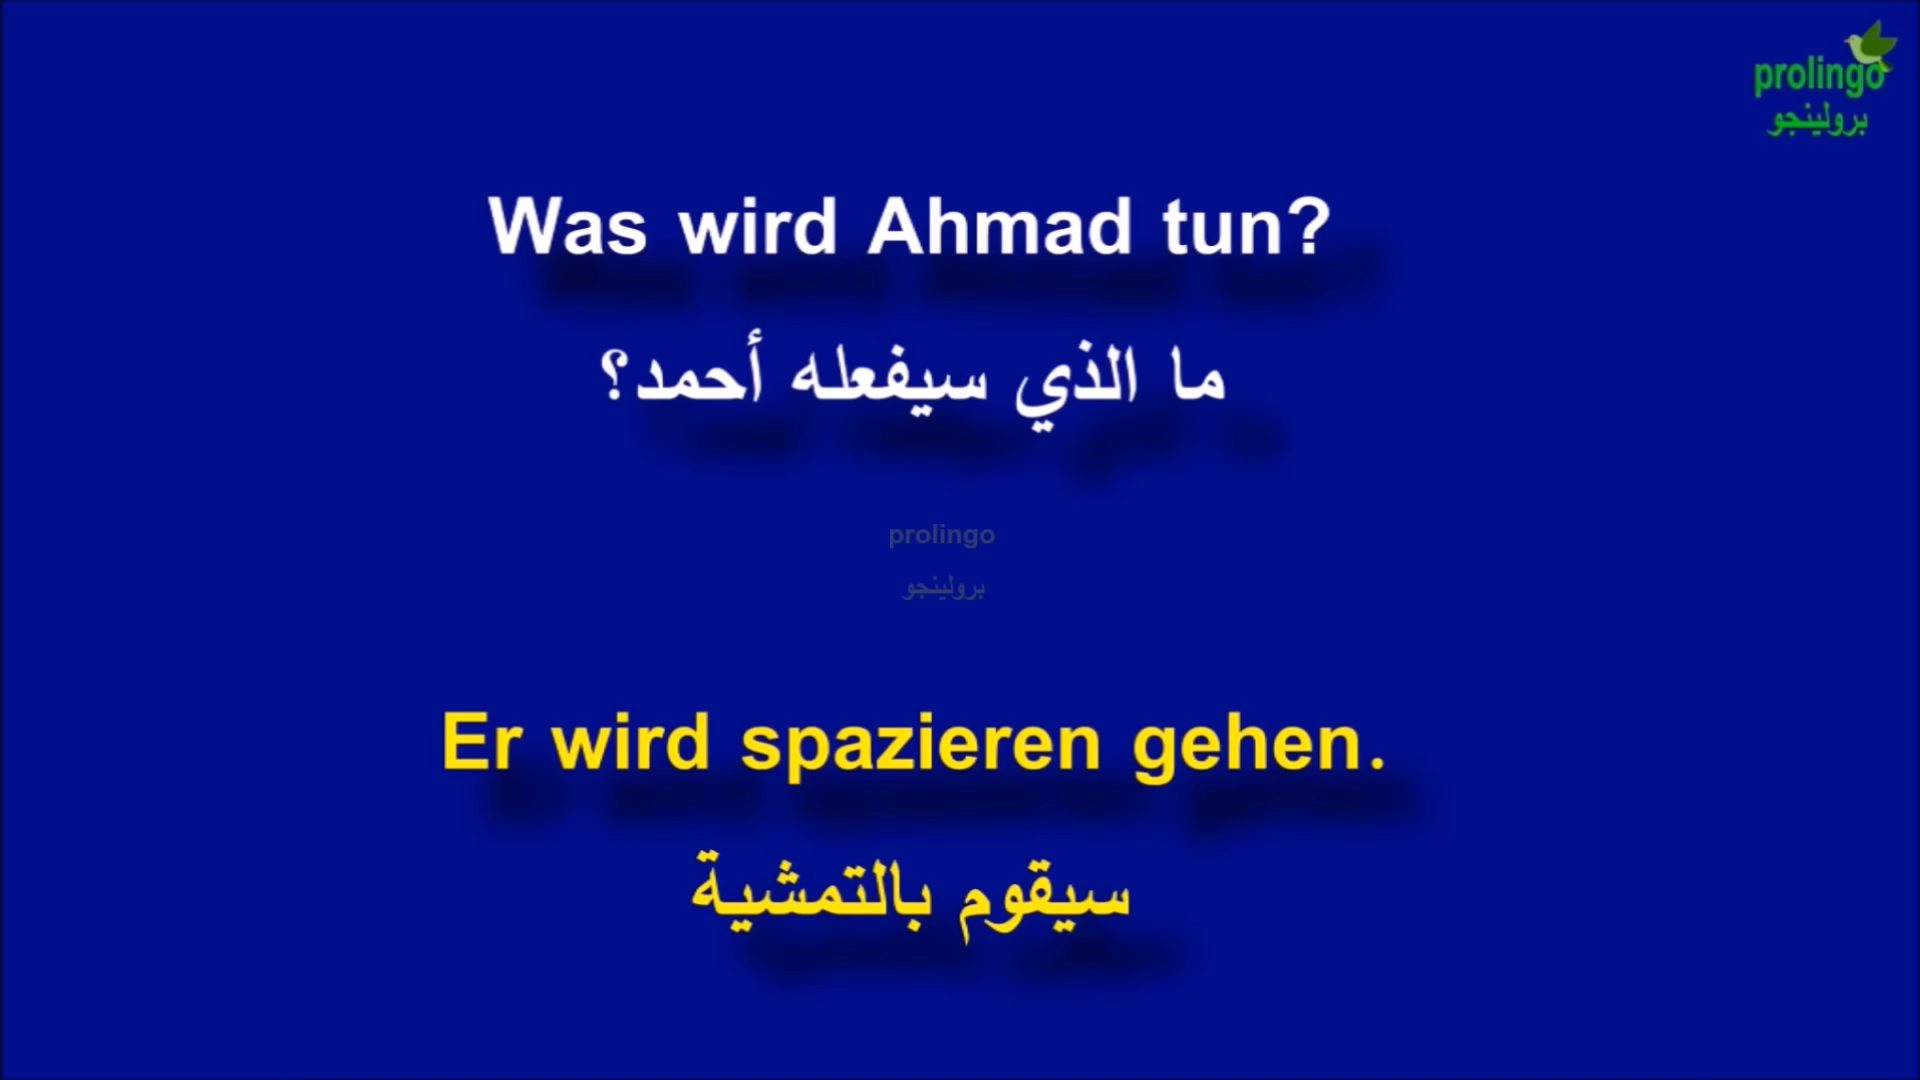 prolingo
برولينجو
Was wird Ahmad tun?
ما الذي سيفعله أحمد؟
prolingo
برولينجو
Er wird spazieren gehen.
سيقوم بالتمشية